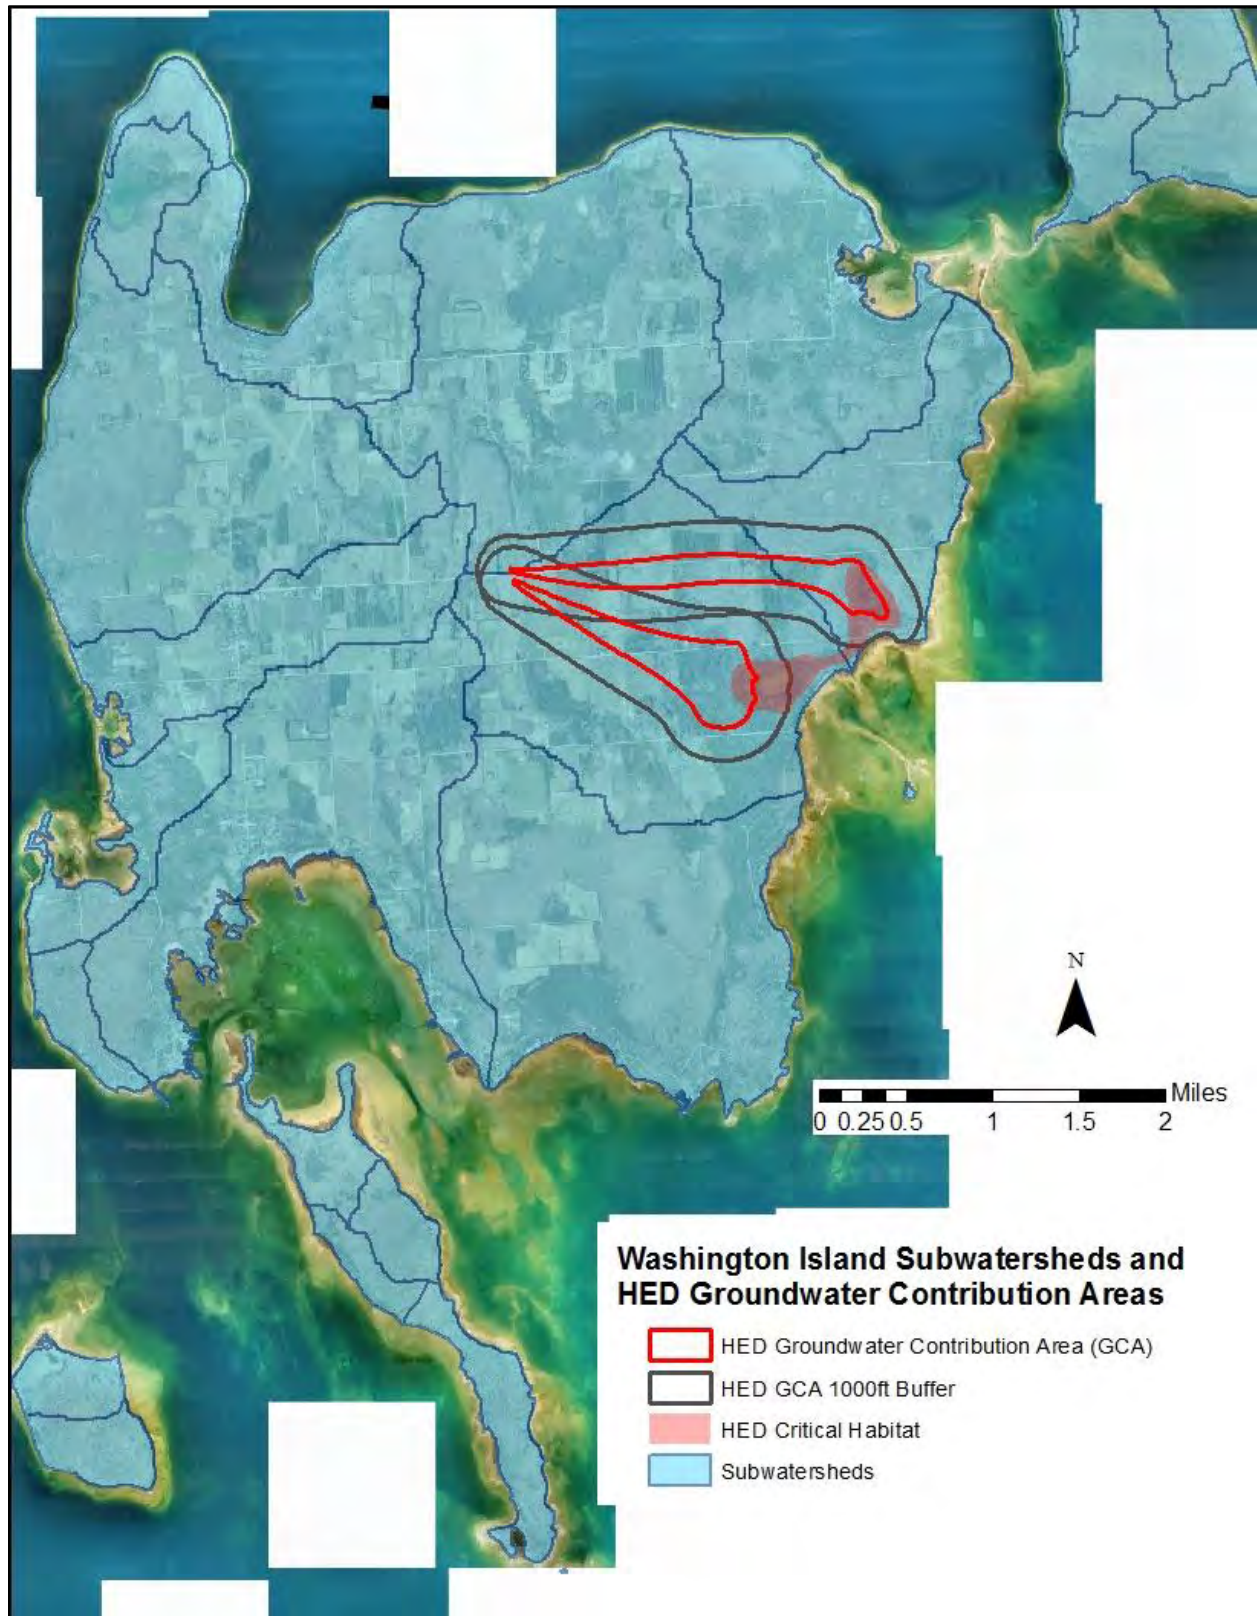 N
Miles
0 0.25 0.5 1 1.5 2
Washington Island Subwatersheds and
HED Groundwater Contribution Areas
HED Groundwater Contribution Area (GCA)
HED GCA 1000ft Buffer
HED Critical Habitat
Subwatersheds